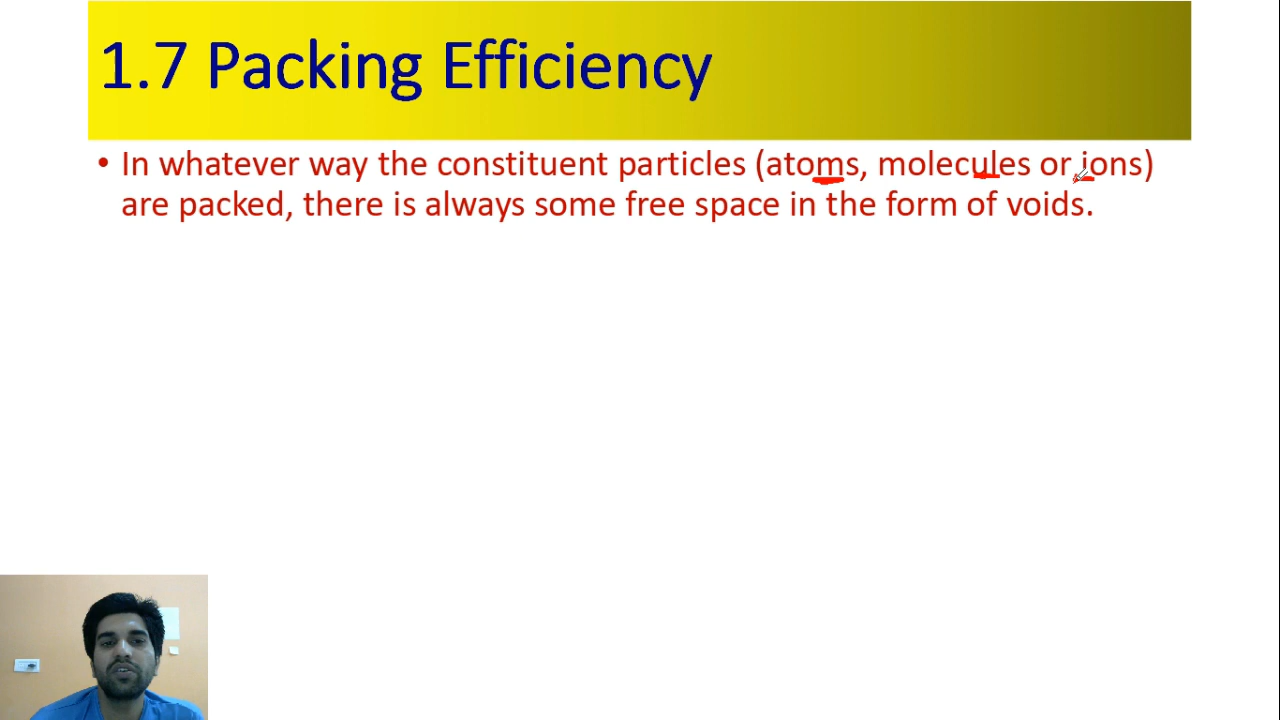 1.7 Packing Efficiency
• In whatever way the constituent particles (atoms, molecules or ions)
are packed, there is always some free space in the form of voids.